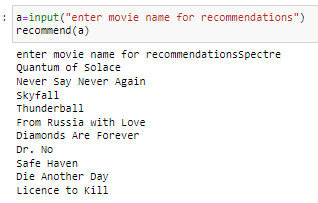 : a=input("enter movie name for recommendations")
recommend(a)
enter movie name for recommendationsSpectre
Quantum of Solace
Never Say Never Again
Skyfall
Thunderball
From Russia with Love
Diamonds Are Forever
Dr. No
Safe Haven
Die Another Day
Licence to Kill